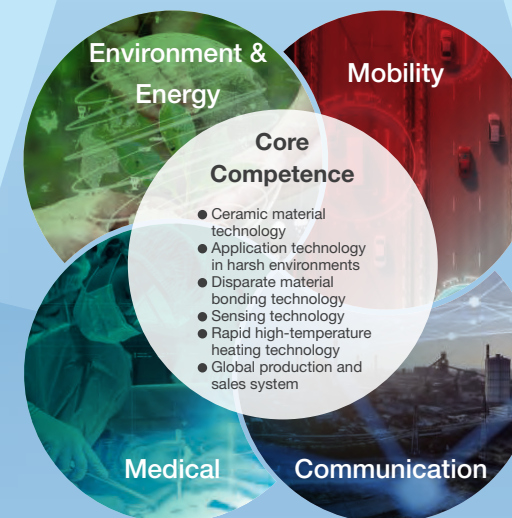 Environment &
Energy
Mobility
Core
Competence
● Ceramic material
technology
● Application technology
in harsh environments
● Disparate material
bonding technology
● Sensing technology
● Rapid high-temperature
heating technology
● Global production and
sales system
Medical
Communication